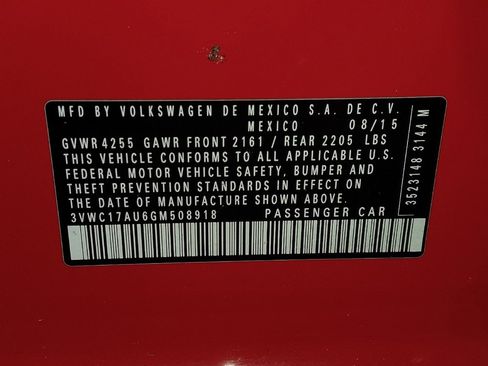 MFD BY VOLKSWAGEN DE MEXICO S.A. DE C.V.
MEXICO 08/15
GVWR 4255 GAWR FRONT 2161 / REAR 2205 LBS
THIS VEHICLE CONFORMS TO ALL APPLICABLE U.S.
FEDERAL MOTOR VEHICLE SAFETY, BUMPER AND
THEFT PREVENTION STANDARDS IN EFFECT ON
THE DATE OF MANUFACTURE SHOWN ABOVE.
3VWC17AU6GM508918 PASSENGER CAR
3523148 3144 M